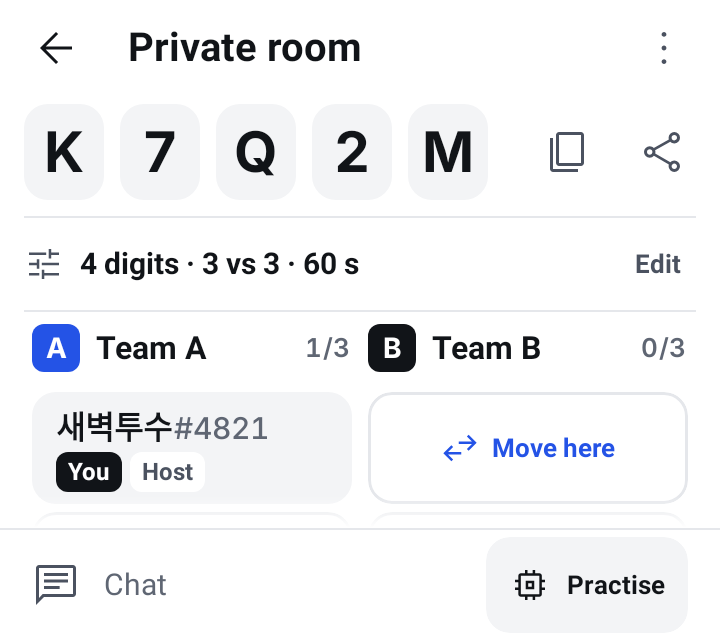 Private room
K 7 Q 2 M
4 digits · 3 vs 3 · 60 s Edit
A Team A 1/3 B Team B 0/3
새벽투수#4821
You Host
Move here
Chat
Practise